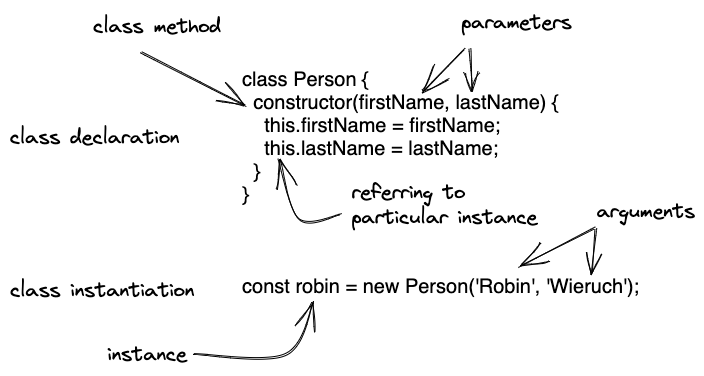 class method
parameters
class Person {
constructor(firstName, lastName) {
this.firstName = firstName;
class declaration
this.lastName = lastName;
}
}
referring to
particular instance
arguments
class instantiation
const robin = new Person('Robin', 'Wieruch');
instance